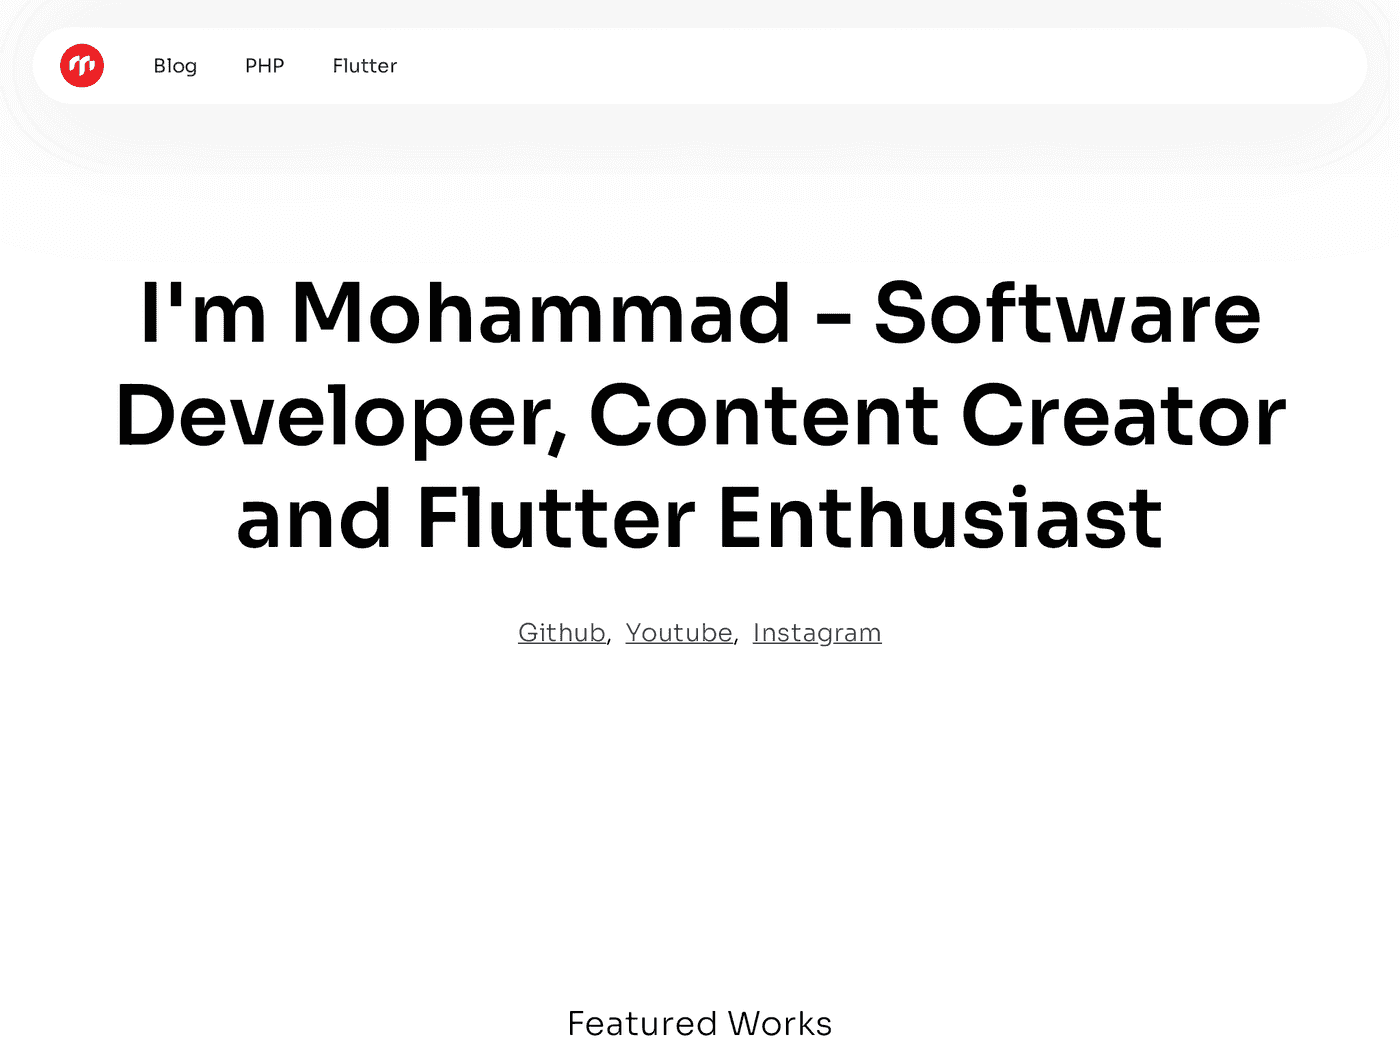 Blog PHP Flutter
I'm Mohammad - Software
Developer, Content Creator
and Flutter Enthusiast
Github, Youtube, Instagram
Featured Works